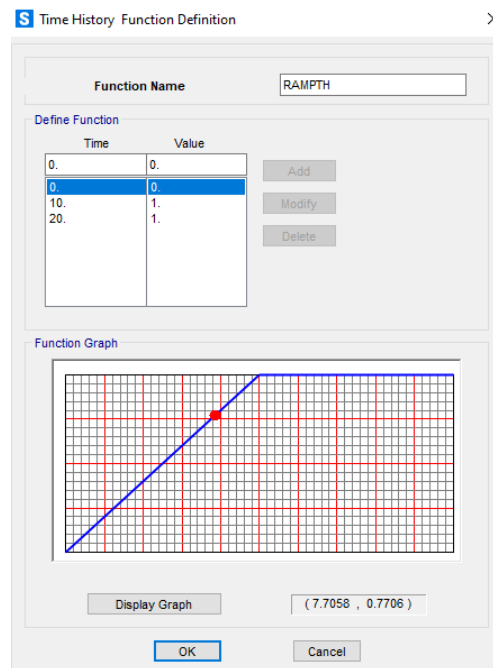 S Time History Function Definition
Function Name RAMPTH
Define Function
Time Value
0. 0.
0. 0.
10. 1.
20. 1.
Add
Modify
Delete
Function Graph
Display Graph ( 7.7058 , 0.7706 )
OK Cancel